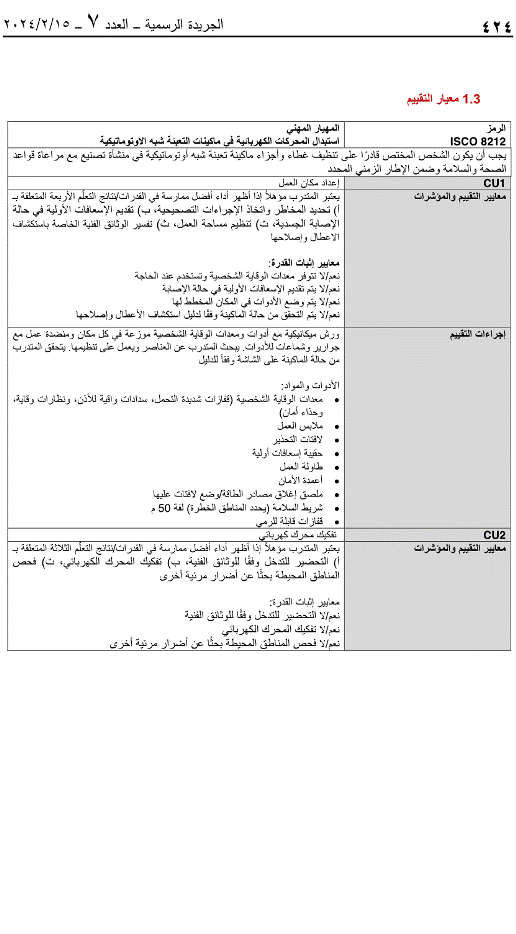 ٤٢٤
الجريدة الرسمية – العدد ٧ – ٢٠٢٤/٢/١٥
1.3 معيار التقييم
الرمز
المهيار المهني
ISCO 8212
استبدال المحركات الكهربائية في ماكينات التعبئة شبه الاوتوماتيكية
يجب أن يكون الشخص المختص قادرًا على تنظيف غطاء وأجزاء ماكينة تعبئة شبه أوتوماتيكية في منشأة تصنيع مع مراعاة قواعد
الصحة والسلامة وضمن الإطار الزمني المحدد
CU1
إعداد مكان العمل
معايير التقييم والمؤشرات
يعتبر المتدرب مؤهلاً إذا أظهر أداء أفضل ممارسة في القدرات/نتائج التعلّم الأربعة المتعلقة بـ
أ) تحديد المخاطر واتخاذ الإجراءات التصحيحية، ب) تقديم الإسعافات الأولية في حالة
الإصابة الجسدية، ت) تنظيم مساحة العمل، ث) تفسير الوثائق الفنية الخاصة باستكشاف
الاعطال وإصلاحها
معايير إثبات القدرة:
نعم/لا تتوفر معدات الوقاية الشخصية وتستخدم عند الحاجة
نعم/لا يتم تقديم الإسعافات الأولية في حالة الإصابة
نعم/لا يتم وضع الأدوات في المكان المخطط لها
نعم/لا يتم التحقق من حالة الماكينة وفقًا لدليل استكشاف الأعطال وإصلاحها
إجراءات التقييم
ورش ميكانيكية مع أدوات ومعدات الوقاية الشخصية موزعة في كل مكان ومنضدة عمل مع
جوارير وشماعات للأدوات. يبحث المتدرب عن العناصر ويعمل على تنظيمها. يتحقق المتدرب
من حالة الماكينة على الشاشة وفقاً للدليل
الأدوات والمواد:
• معدات الوقاية الشخصية (قفازات شديدة التحمل، سدادات واقية للأذن، ونظارات وقاية،
وحذاء أمان)
• ملابس العمل
• لافتات التحذير
• حقيبة إسعافات أولية
• طاولة العمل
• أعمدة الأمان
• ملصق إغلاق مصادر الطاقة/وضع لافتات عليها
• شريط السلامة (يحدد المناطق الخطرة) لفة 50 م
• قفازات قابلة للرمي
CU2
تفكيك محرك كهربائي
معايير التقييم والمؤشرات
يعتبر المتدرب مؤهلاً إذا أظهر أداء أفضل ممارسة في القدرات/نتائج التعلّم الثلاثة المتعلقة بـ
أ) التحضير للتدخل وفقًا للوثائق الفنية، ب) تفكيك المحرك الكهربائي، ت) فحص
المناطق المحيطة بحثًا عن أضرار مرئية أخرى
معايير إثبات القدرة:
نعم/لا التحضير للتدخل وفقًا للوثائق الفنية
نعم/لا تفكيك المحرك الكهربائي
نعم/لا فحص المناطق المحيطة بحثًا عن أضرار مرئية أخرى